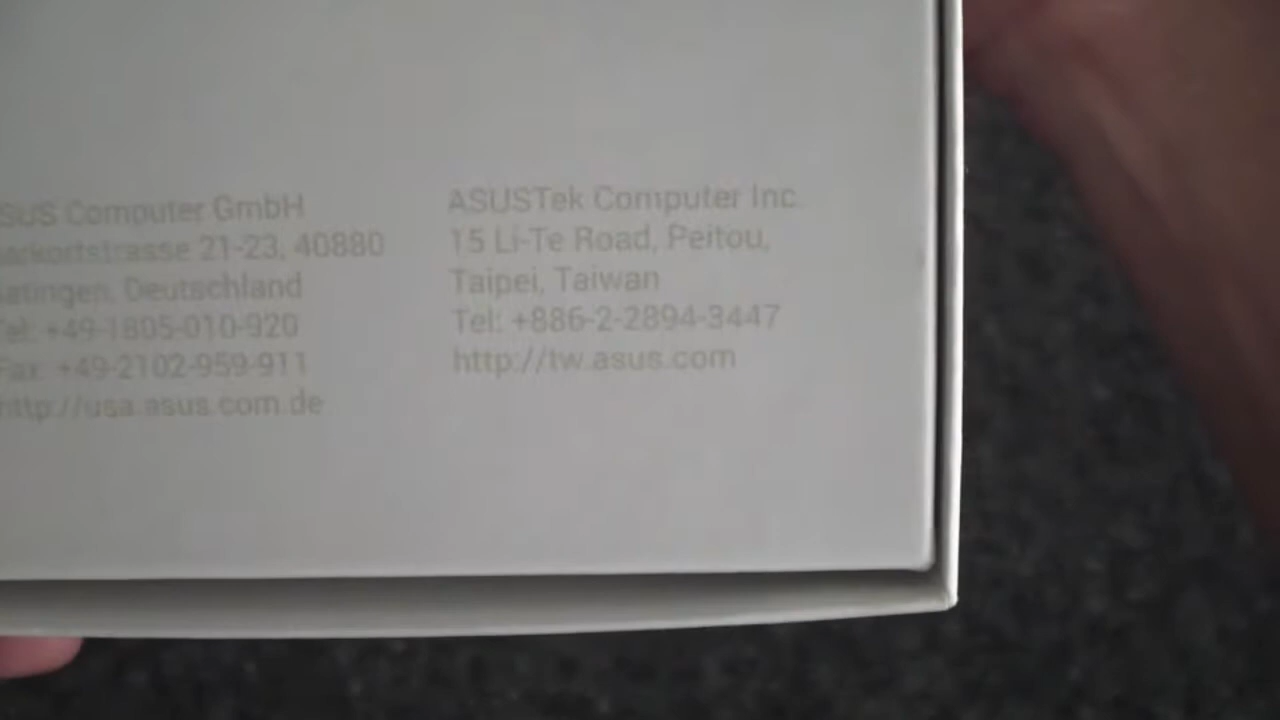 SUS Computer GmbH
arkortstrasse 21-23, 40880
atingen, Deutschland
Tel: +49-1805-010-920
Fax: +49-2102-959-911
http://usa.asus.com.de
ASUSTek Computer Inc.
15 Li-Te Road, Peitou,
Taipei, Taiwan
Tel: +886-2-2894-3447
http://tw.asus.com